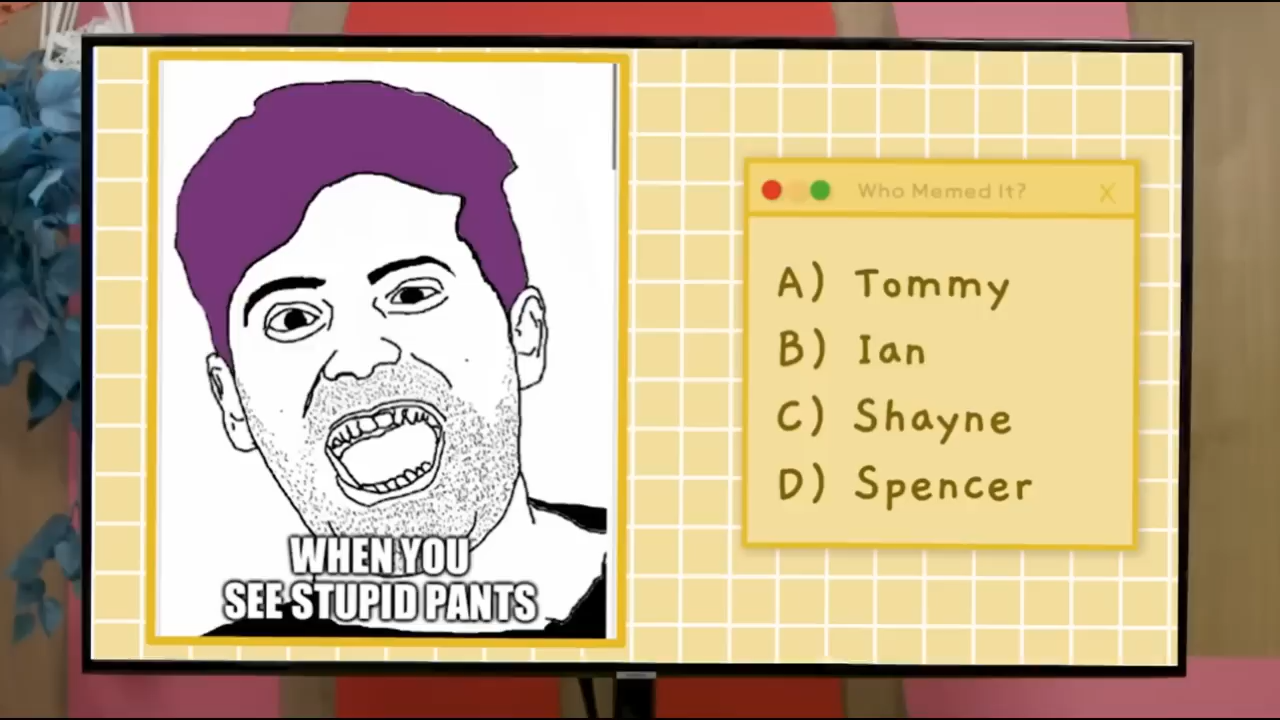 WHEN YOU
SEE STUPID PANTS
Who Memed It?
X
A) Tommy
B) Ian
C) Shayne
D) Spencer